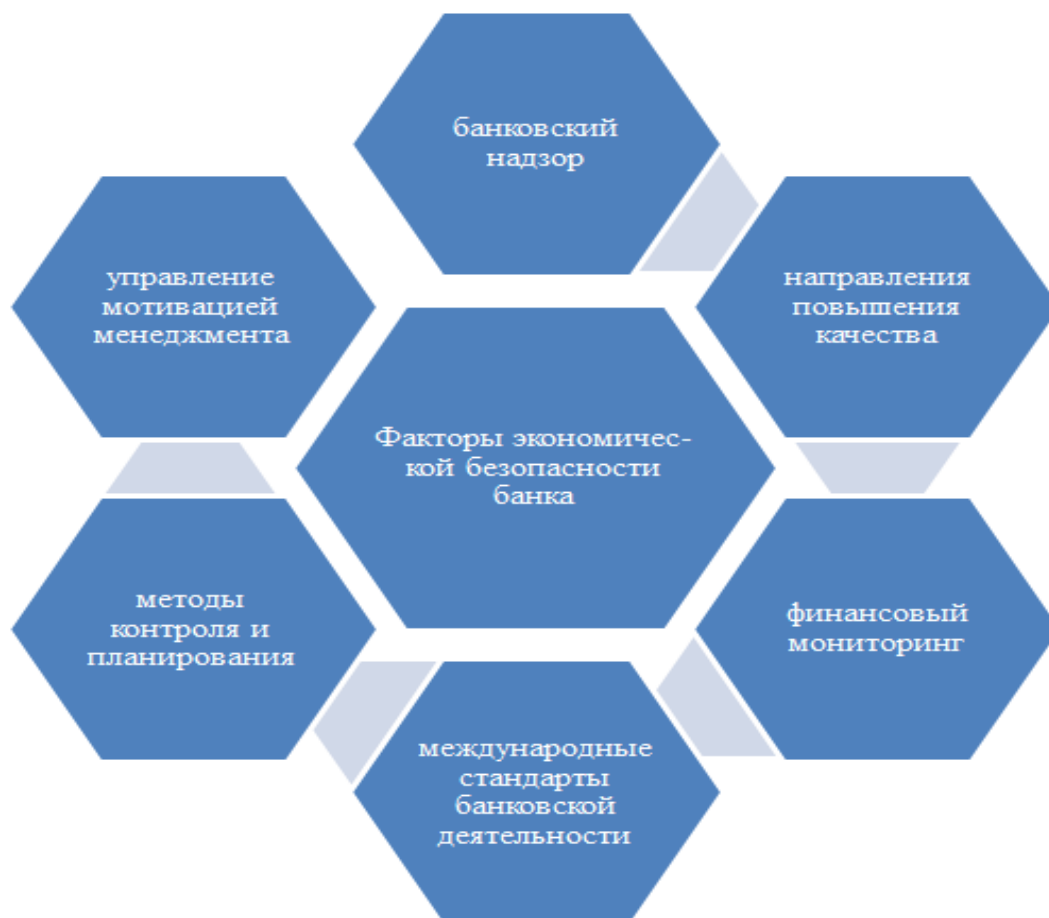 банковский
надзор
направления
повышения
качества
финансовый
мониторинг
международные
стандарты
банковской
деятельности
методы
контроля и
планирования
управление
мотивацией
менеджмента
Факторы экономичес-
кой безопасности
банка